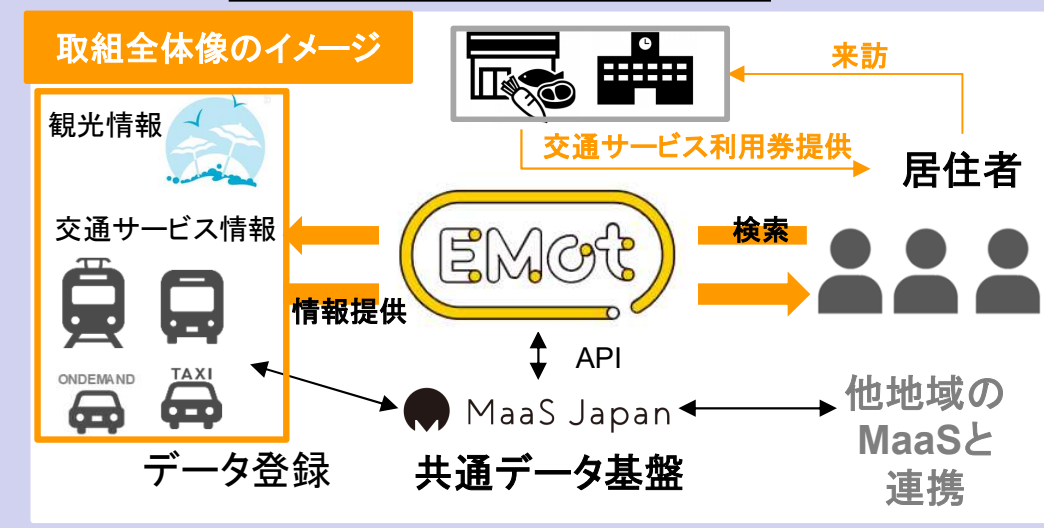 取組全体像のイメージ
来訪
観光情報
交通サービス利用券提供
居住者
交通サービス情報
EMot
検索
情報提供
API
ONDEMAND
TAXI
MaaS Japan
他地域の
MaaSと
連携
データ登録
共通データ基盤